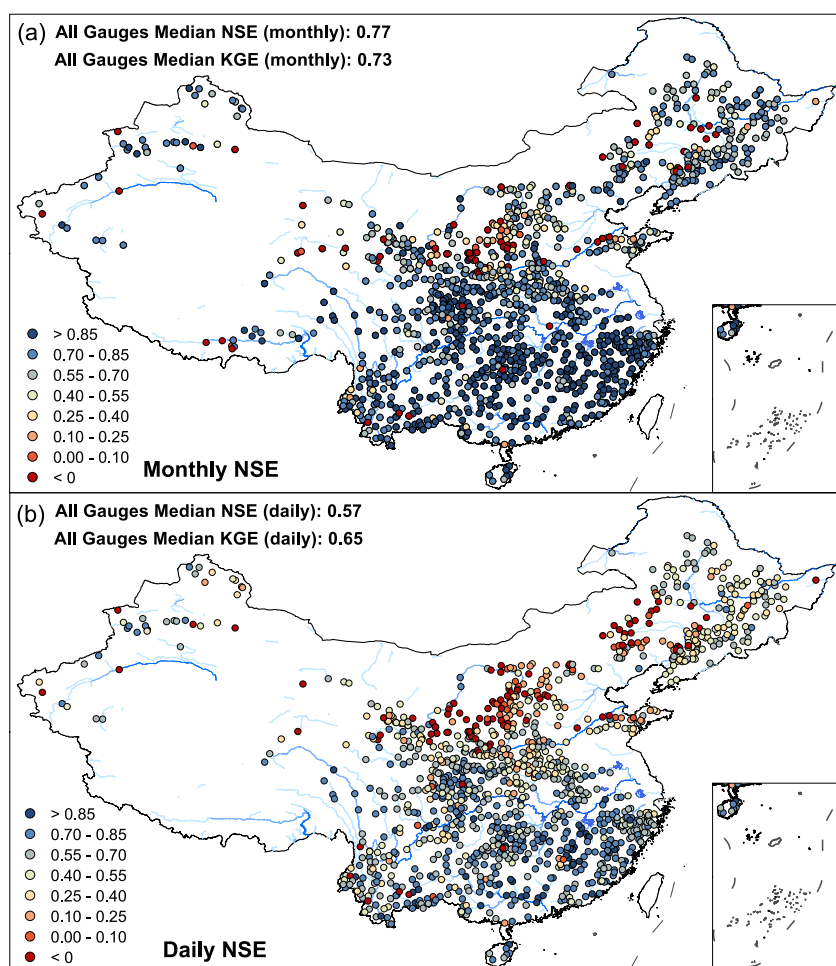 (a) All Gauges Median NSE (monthly): 0.77
All Gauges Median KGE (monthly): 0.73
> 0.85
0.70 - 0.85
0.55 - 0.70
0.40 - 0.55
0.25 - 0.40
0.10 - 0.25
0.00 - 0.10
< 0
Monthly NSE
(b) All Gauges Median NSE (daily): 0.57
All Gauges Median KGE (daily): 0.65
> 0.85
0.70 - 0.85
0.55 - 0.70
0.40 - 0.55
0.25 - 0.40
0.10 - 0.25
0.00 - 0.10
< 0
Daily NSE